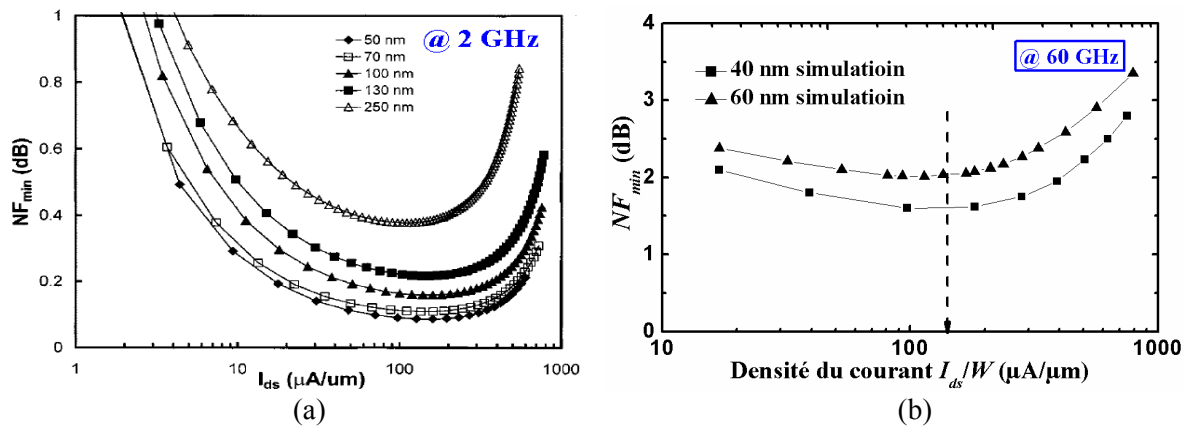 1
0.8
0.6
0.4
0.2
0
NFmin (dB)
@ 2 GHz
50 nm
70 nm
100 nm
130 nm
250 nm
1
10
100
1000
Ids (µA/um)
(a)
4
3
2
1
0
NFmin (dB)
@ 60 GHz
40 nm simulatioin
60 nm simulatioin
10
100
1000
Densité du courant Ids/W (µA/µm)
(b)